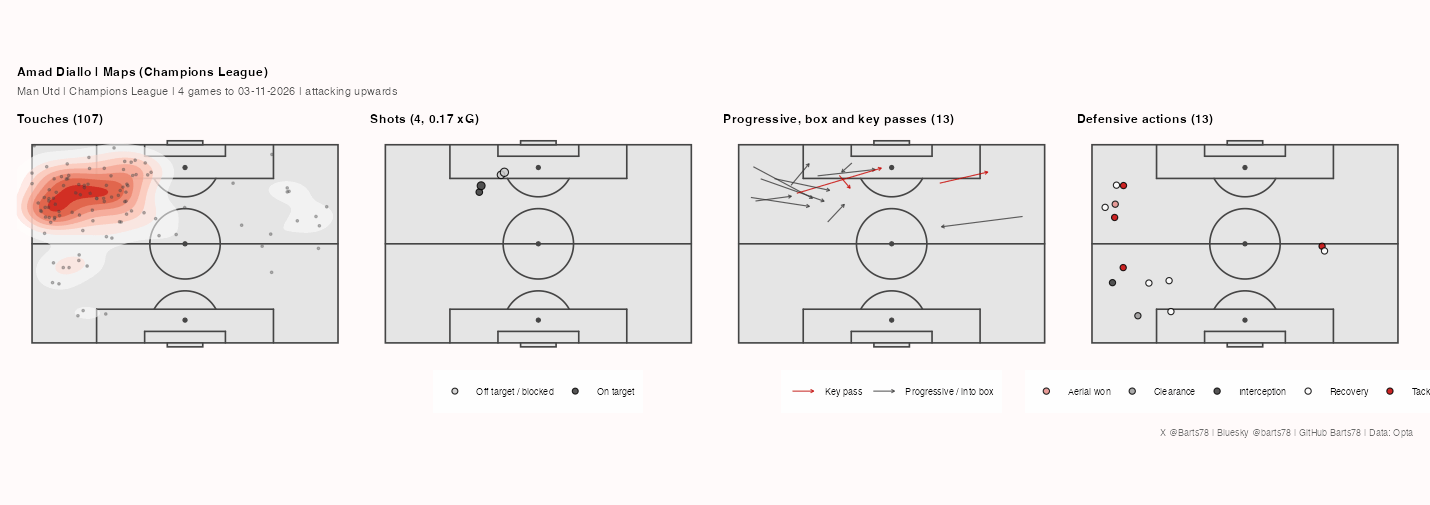 Amad Diallo | Maps (Champions League)
Man Utd | Champions League | 4 games to 03-11-2026 | attacking upwards
Touches (107)
Shots (4, 0.17 xG)
Progressive, box and key passes (13)
Defensive actions (13)
Off target / blocked
On target
Key pass
Progressive / into box
Aerial won
Clearance
Interception
Recovery
Tack
X @Barts78 | Bluesky @barts78 | GitHub Barts78 | Data: Opta